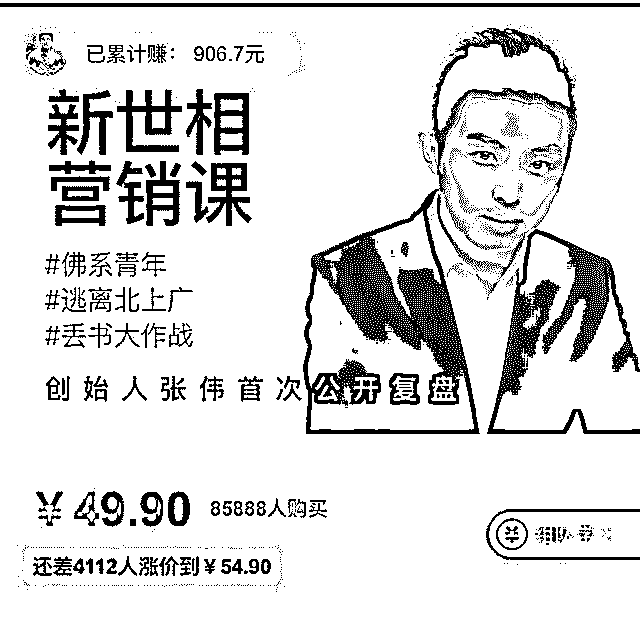 已累计赚： 906.7元
新世相
营销课
#佛系青年
#逃离北上广
#丢书大作战
创始人张伟首次公开复盘
¥ 49.90 85888人购买
还差4112人涨价到 ¥ 54.90